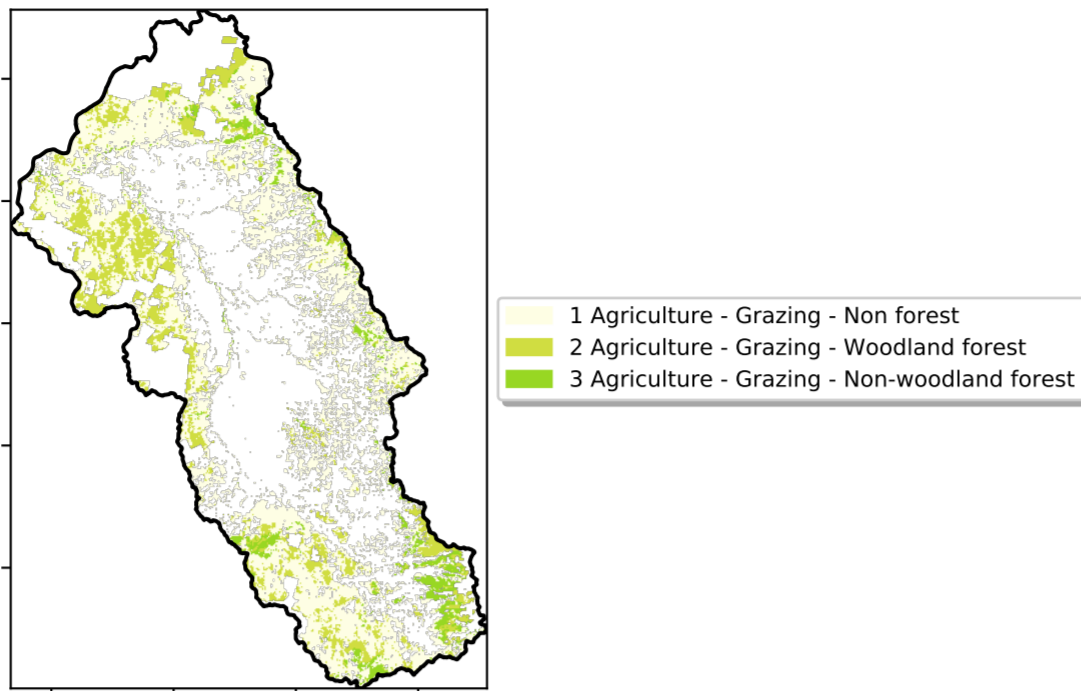 1 Agriculture - Grazing - Non forest
2 Agriculture - Grazing - Woodland forest
3 Agriculture - Grazing - Non-woodland forest